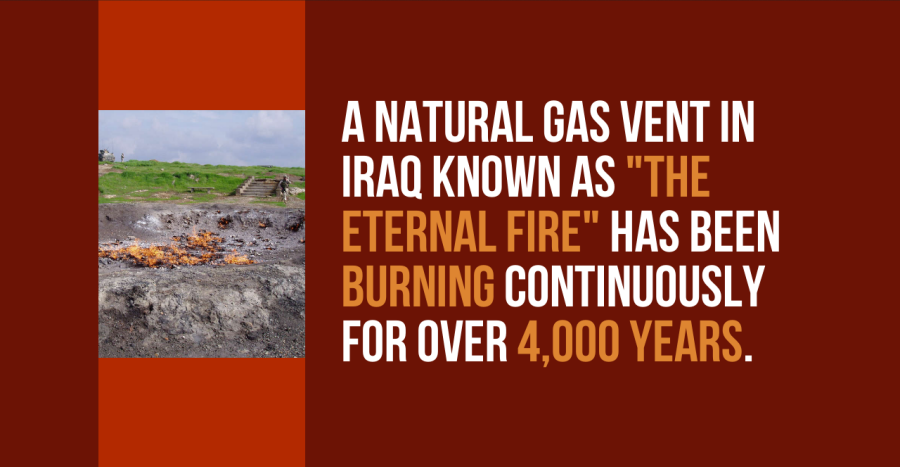 A NATURAL GAS VENT IN
IRAQ KNOWN AS "THE
ETERNAL FIRE" HAS BEEN
BURNING CONTINUOUSLY
FOR OVER 4,000 YEARS.